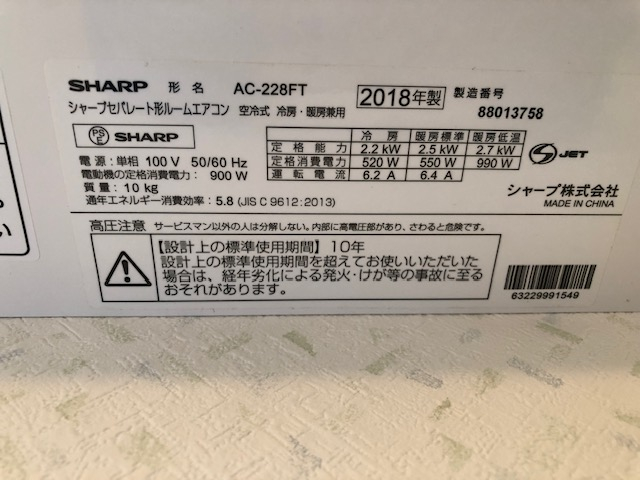 SHARP 形名 AC-228FT 2018年製 製造番号
シャープセパレート形ルームエアコン 空冷式 冷房・暖房兼用 88013758
PS E SHARP
冷房 暖房標準 暖房低温
定格能力 2.2 kW 2.5 kW 2.7 kW
定格消費電力 520 W 550 W 990 W
運転電流 6.2 A 6.4 A
S JET
電源:単相 100 V 50/60 Hz
電動機の定格消費電力: 900 W
質量:10 kg
通年エネルギー消費効率:5.8 (JIS C 9612:2013)
シャープ株式会社
MADE IN CHINA
高圧注意 サービスマン以外の人は分解しない。内部に高電圧部があり、さわると危険です。
【設計上の標準使用期間】10年
設計上の標準使用期間を超えてお使いいただいた
場合は、経年劣化による発火・けが等の事故に至る
おそれがあります。
63229991549
い